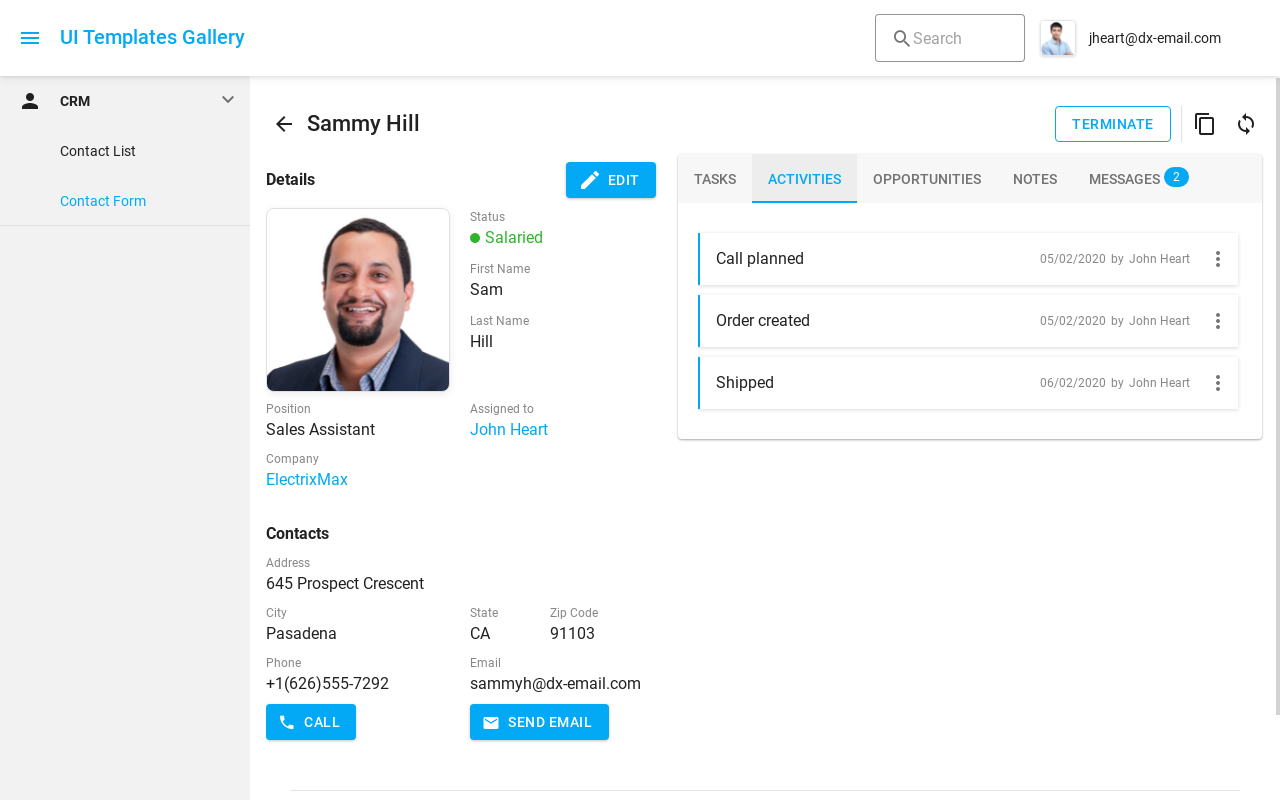 UI Templates Gallery
Search
jheart@dx-email.com
CRM
Contact List
Contact Form
Sammy Hill
TERMINATE
Details
EDIT
Status
Salaried
First Name
Sam
Last Name
Hill
Position
Sales Assistant
Assigned to
John Heart
Company
ElectrixMax
Contacts
Address
645 Prospect Crescent
City
Pasadena
State
CA
Zip Code
91103
Phone
+1(626)555-7292
Email
sammyh@dx-email.com
CALL
SEND EMAIL
TASKS
ACTIVITIES
OPPORTUNITIES
NOTES
MESSAGES 2
Call planned 05/02/2020 by John Heart
Order created 05/02/2020 by John Heart
Shipped 06/02/2020 by John Heart